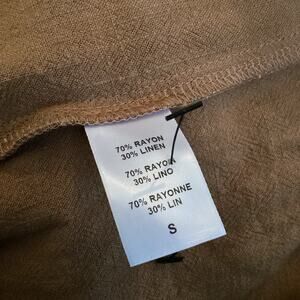 70% RAYON
30% LINEN
70% RAYON
30% LINO
70% RAYONNE
30% LIN
S